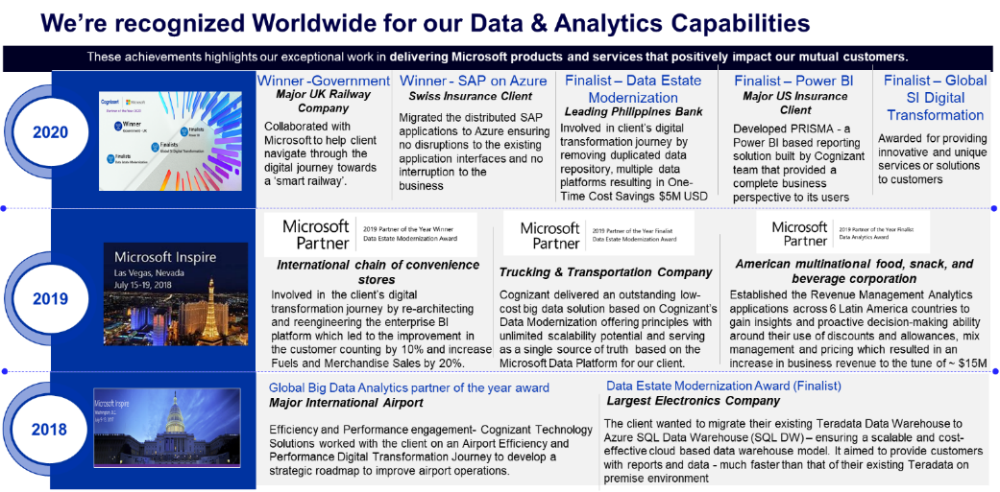 We're recognized Worldwide for our Data & Analytics Capabilities
These achievements highlights our exceptional work in delivering Microsoft products and services that positively impact our mutual customers.
2020
Cognizant
Microsoft
Partner of the Year 2020
Winner
Government - UK
Finalists
Power BI
Finalists
Global SI Digital Transformation
Finalists
Data Estate Modernization
Winner -Government
Major UK Railway
Company
Collaborated with
Microsoft to help client
navigate through the
digital journey towards
a 'smart railway'.
Winner - SAP on Azure
Swiss Insurance Client
Migrated the distributed SAP
applications to Azure ensuring
no disruptions to the existing
application interfaces and no
interruption to the
business
Finalist – Data Estate
Modernization
Leading Philippines Bank
Involved in client's digital
transformation journey by
removing duplicated data
repository, multiple data
platforms resulting in One-
Time Cost Savings $5M USD
Finalist – Power BI
Major US Insurance
Client
Developed PRISMA - a
Power BI based reporting
solution built by Cognizant
team that provided a
complete business
perspective to its users
Finalist – Global
SI Digital
Transformation
Awarded for providing
innovative and unique
services or solutions
to customers
2019
Microsoft Inspire
Las Vegas, Nevada
July 15-19, 2018
Microsoft
Partner
2019 Partner of the Year Winner
Data Estate Modernization Award
International chain of convenience
stores
Involved in the client's digital
transformation journey by re-architecting
and reengineering the enterprise BI
platform which led to the improvement in
the customer counting by 10% and increase
Fuels and Merchandise Sales by 20%.
Microsoft
Partner
2019 Partner of the Year Finalist
Data Estate Modernization Award
Trucking & Transportation Company
Cognizant delivered an outstanding low-
cost big data solution based on Cognizant's
Data Modernization offering principles with
unlimited scalability potential and serving
as a single source of truth based on the
Microsoft Data Platform for our client.
Microsoft
Partner
2019 Partner of the Year Finalist
Data Analytics Award
American multinational food, snack, and
beverage corporation
Established the Revenue Management Analytics
applications across 6 Latin America countries to
gain insights and proactive decision-making ability
around their use of discounts and allowances, mix
management and pricing which resulted in an
increase in business revenue to the tune of ~ $15M
2018
Microsoft Inspire
Washington, D.C.
July 9-13, 2017
Global Big Data Analytics partner of the year award
Major International Airport
Efficiency and Performance engagement- Cognizant Technology
Solutions worked with the client on an Airport Efficiency and
Performance Digital Transformation Journey to develop a
strategic roadmap to improve airport operations.
Data Estate Modernization Award (Finalist)
Largest Electronics Company
The client wanted to migrate their existing Teradata Data Warehouse to
Azure SQL Data Warehouse (SQL DW) – ensuring a scalable and cost-
effective cloud based data warehouse model. It aimed to provide customers
with reports and data - much faster than that of their existing Teradata on
premise environment